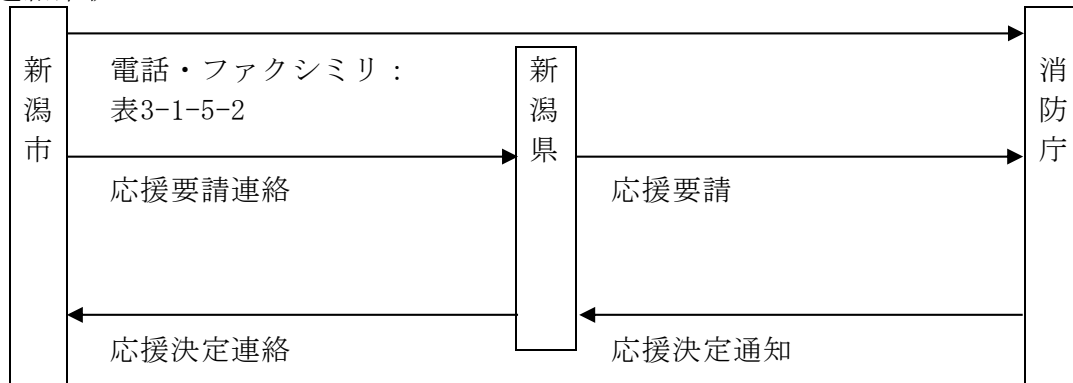 新潟市
電話・ファクシミリ：
表3-1-5-2
新潟県
消防庁
応援要請連絡
応援要請
応援決定連絡
応援決定通知